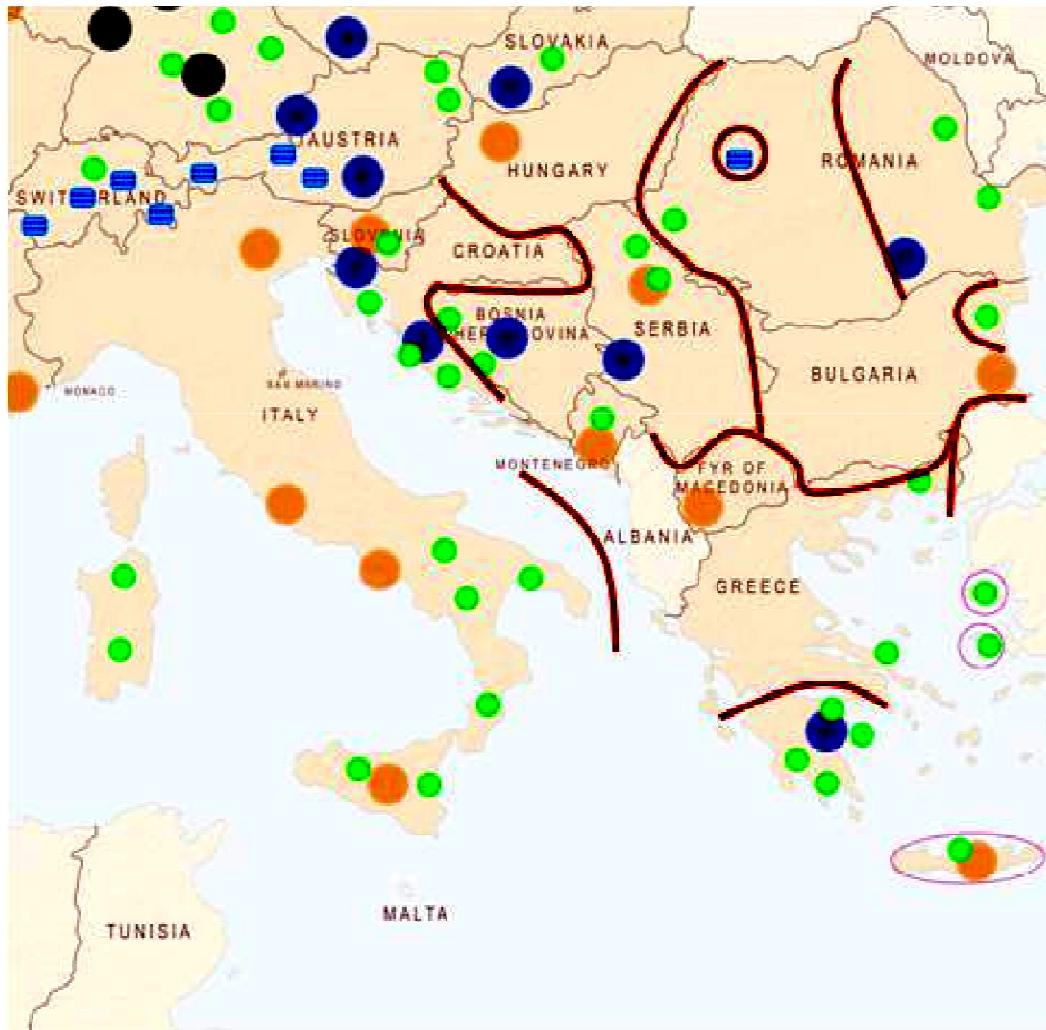 SLOVAKIA
MOLDOVA
AUSTRIA
ROMANIA
HUNGARY
SWITZERLAND
SLOVENIA
CROATIA
BOSNIA
HERZEGOVINA
SERBIA
BULGARIA
SAN MARINO
MONACO
ITALY
MONTENEGRO
FYR OF
MACEDONIA
ALBANIA
GREECE
MALTA
TUNISIA